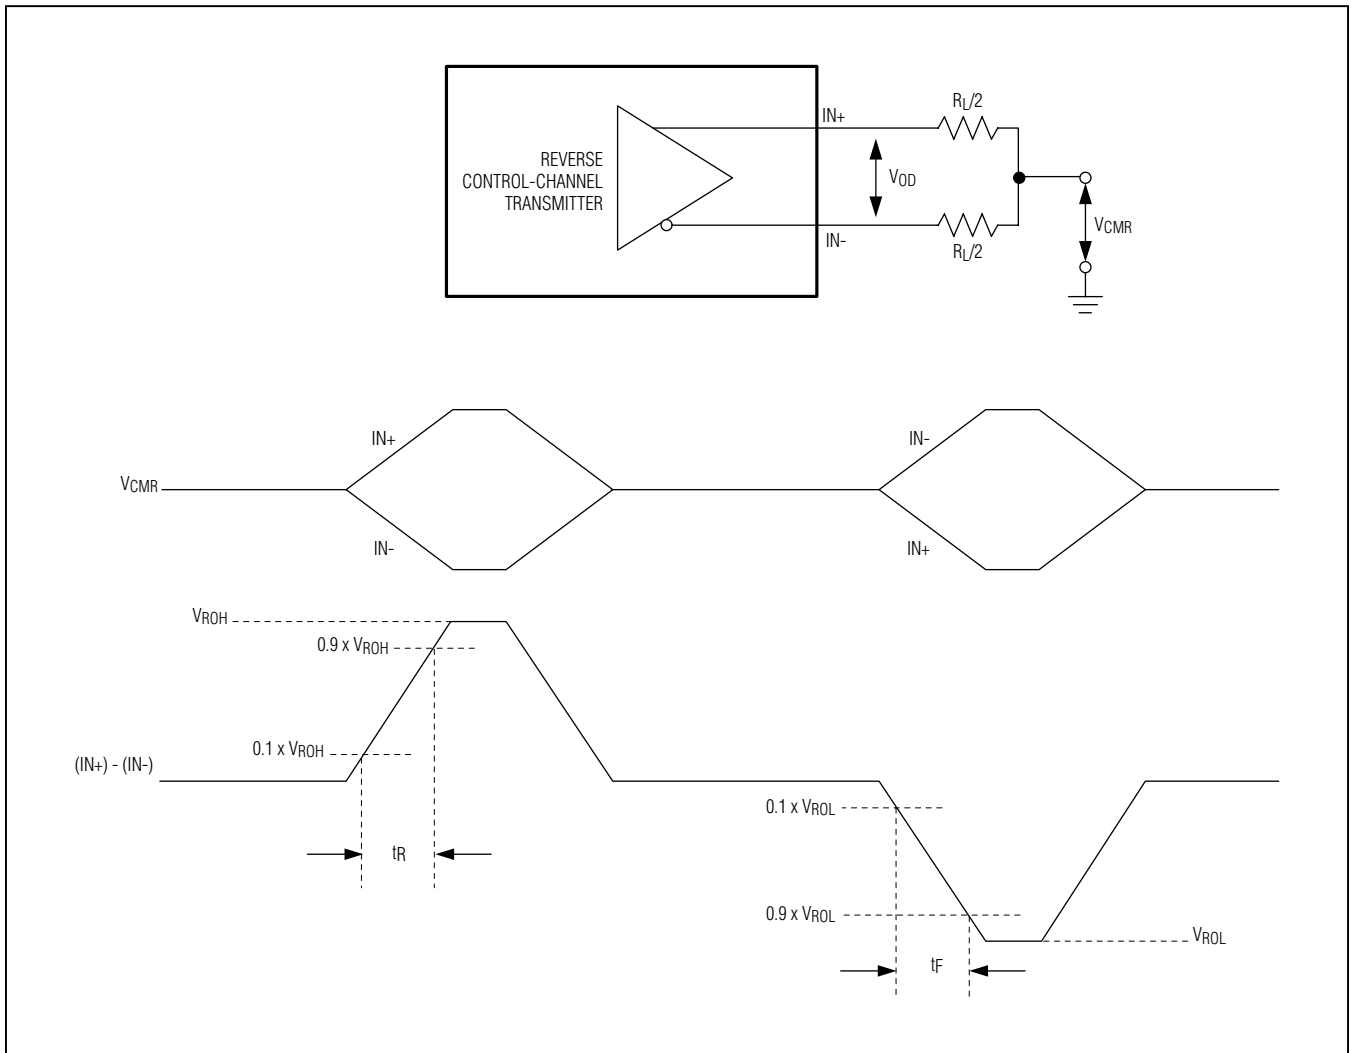 REVERSE
CONTROL-CHANNEL
TRANSMITTER
IN+
IN-
VOD
RL/2
RL/2
VCMR
VCMR
IN+
IN-
IN-
IN+
VROH
0.9 x VROH
0.1 x VROH
(IN+) - (IN-)
tR
0.1 x VROL
0.9 x VROL
VROL
tF